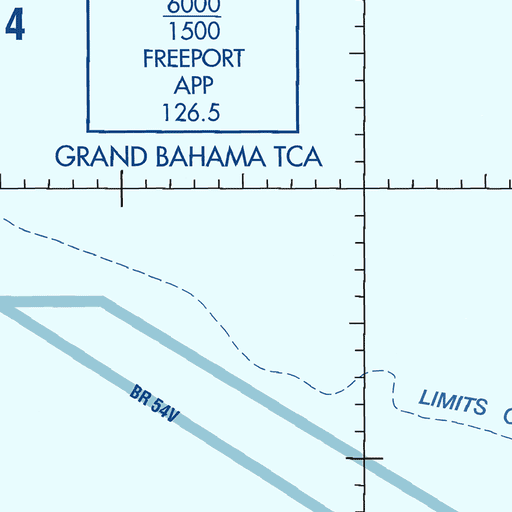 4
6000
1500
FREEPORT
APP
126.5
GRAND BAHAMA TCA
BR 54V
LIMITS